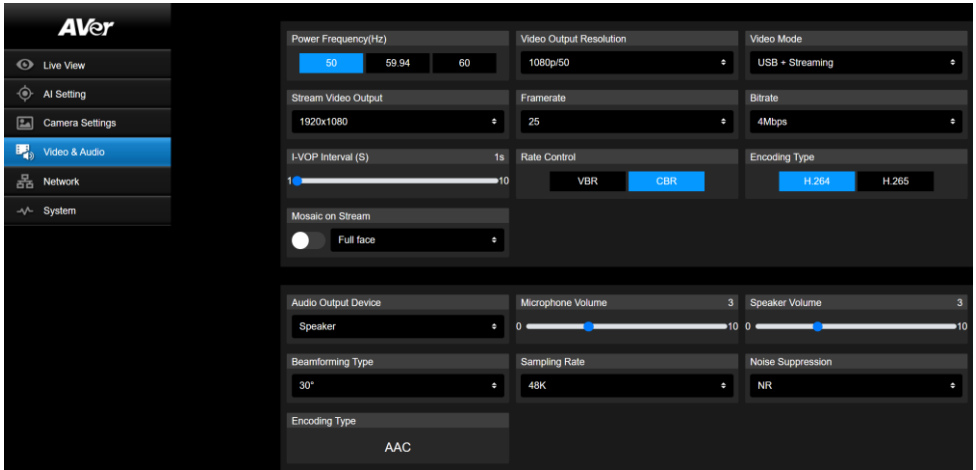 AVer
Live View
AI Setting
Camera Settings
Video & Audio
Network
System
Power Frequency(Hz)
50 59.94 60
Video Output Resolution
1080p/50
Video Mode
USB + Streaming
Stream Video Output
1920x1080
Framerate
25
Bitrate
4Mbps
I-VOP Interval (S) 1s
1 10
Rate Control
VBR CBR
Encoding Type
H.264 H.265
Mosaic on Stream
Full face
Audio Output Device
Speaker
Microphone Volume 3
0 10
Speaker Volume 3
0 10
Beamforming Type
30°
Sampling Rate
48K
Noise Suppression
NR
Encoding Type
AAC